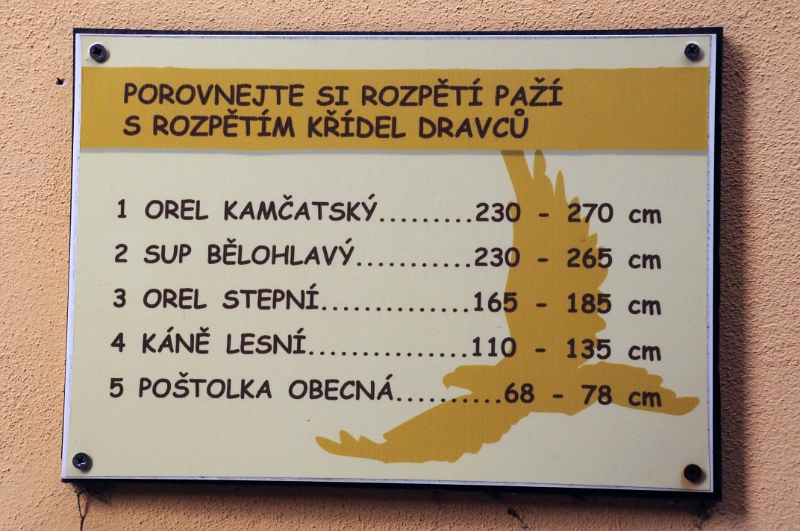 POROVNEJTE SI ROZPĚTÍ PAŽÍ
S ROZPĚTÍM KŘÍDEL DRAVCŮ
1 OREL KAMČATSKÝ.........230 - 270 cm
2 SUP BĚLOHLAVÝ...........230 - 265 cm
3 OREL STEPNÍ..............165 - 185 cm
4 KÁNĚ LESNÍ...............110 - 135 cm
5 POŠTOLKA OBECNÁ..........68 - 78 cm